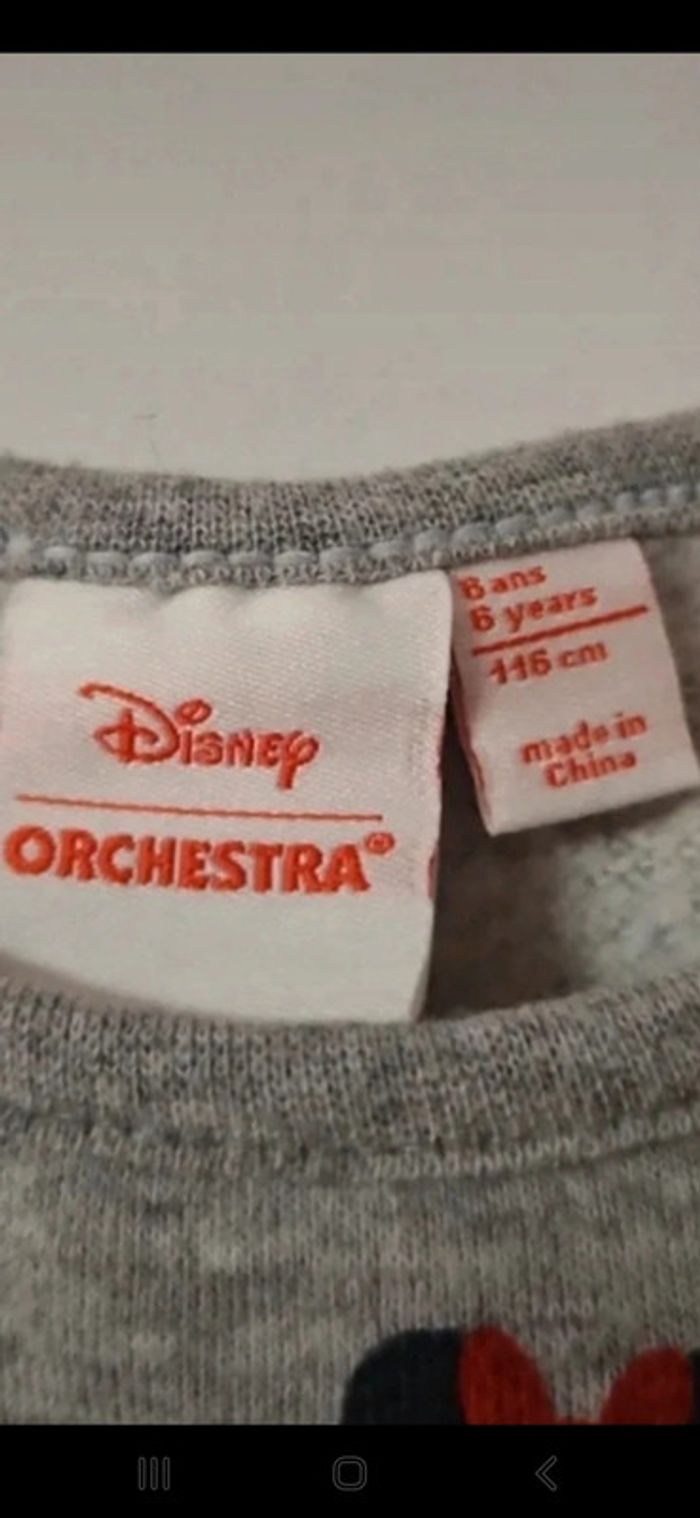 Disney
ORCHESTRA®
6 ans
6 years
116 cm
made in
China